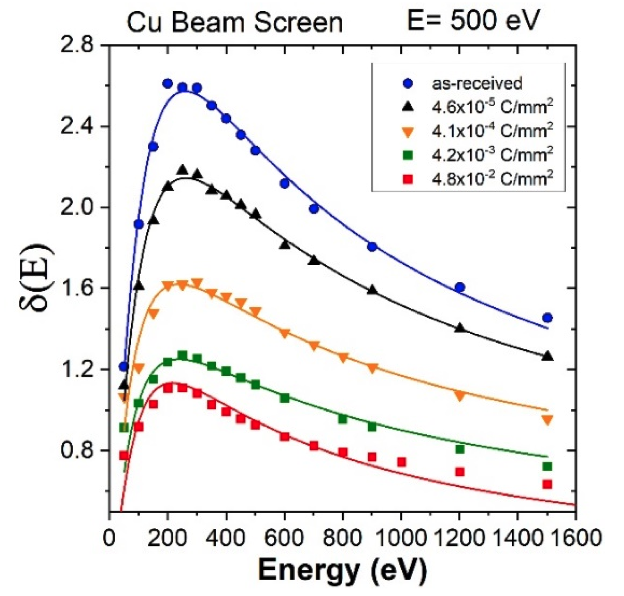 Cu Beam Screen E= 500 eV
2.8
2.4
2.0
1.6
1.2
0.8
δ(E)
as-received
4.6x10⁻⁵ C/mm²
4.1x10⁻⁴ C/mm²
4.2x10⁻³ C/mm²
4.8x10⁻² C/mm²
0 200 400 600 800 1000 1200 1400 1600
Energy (eV)